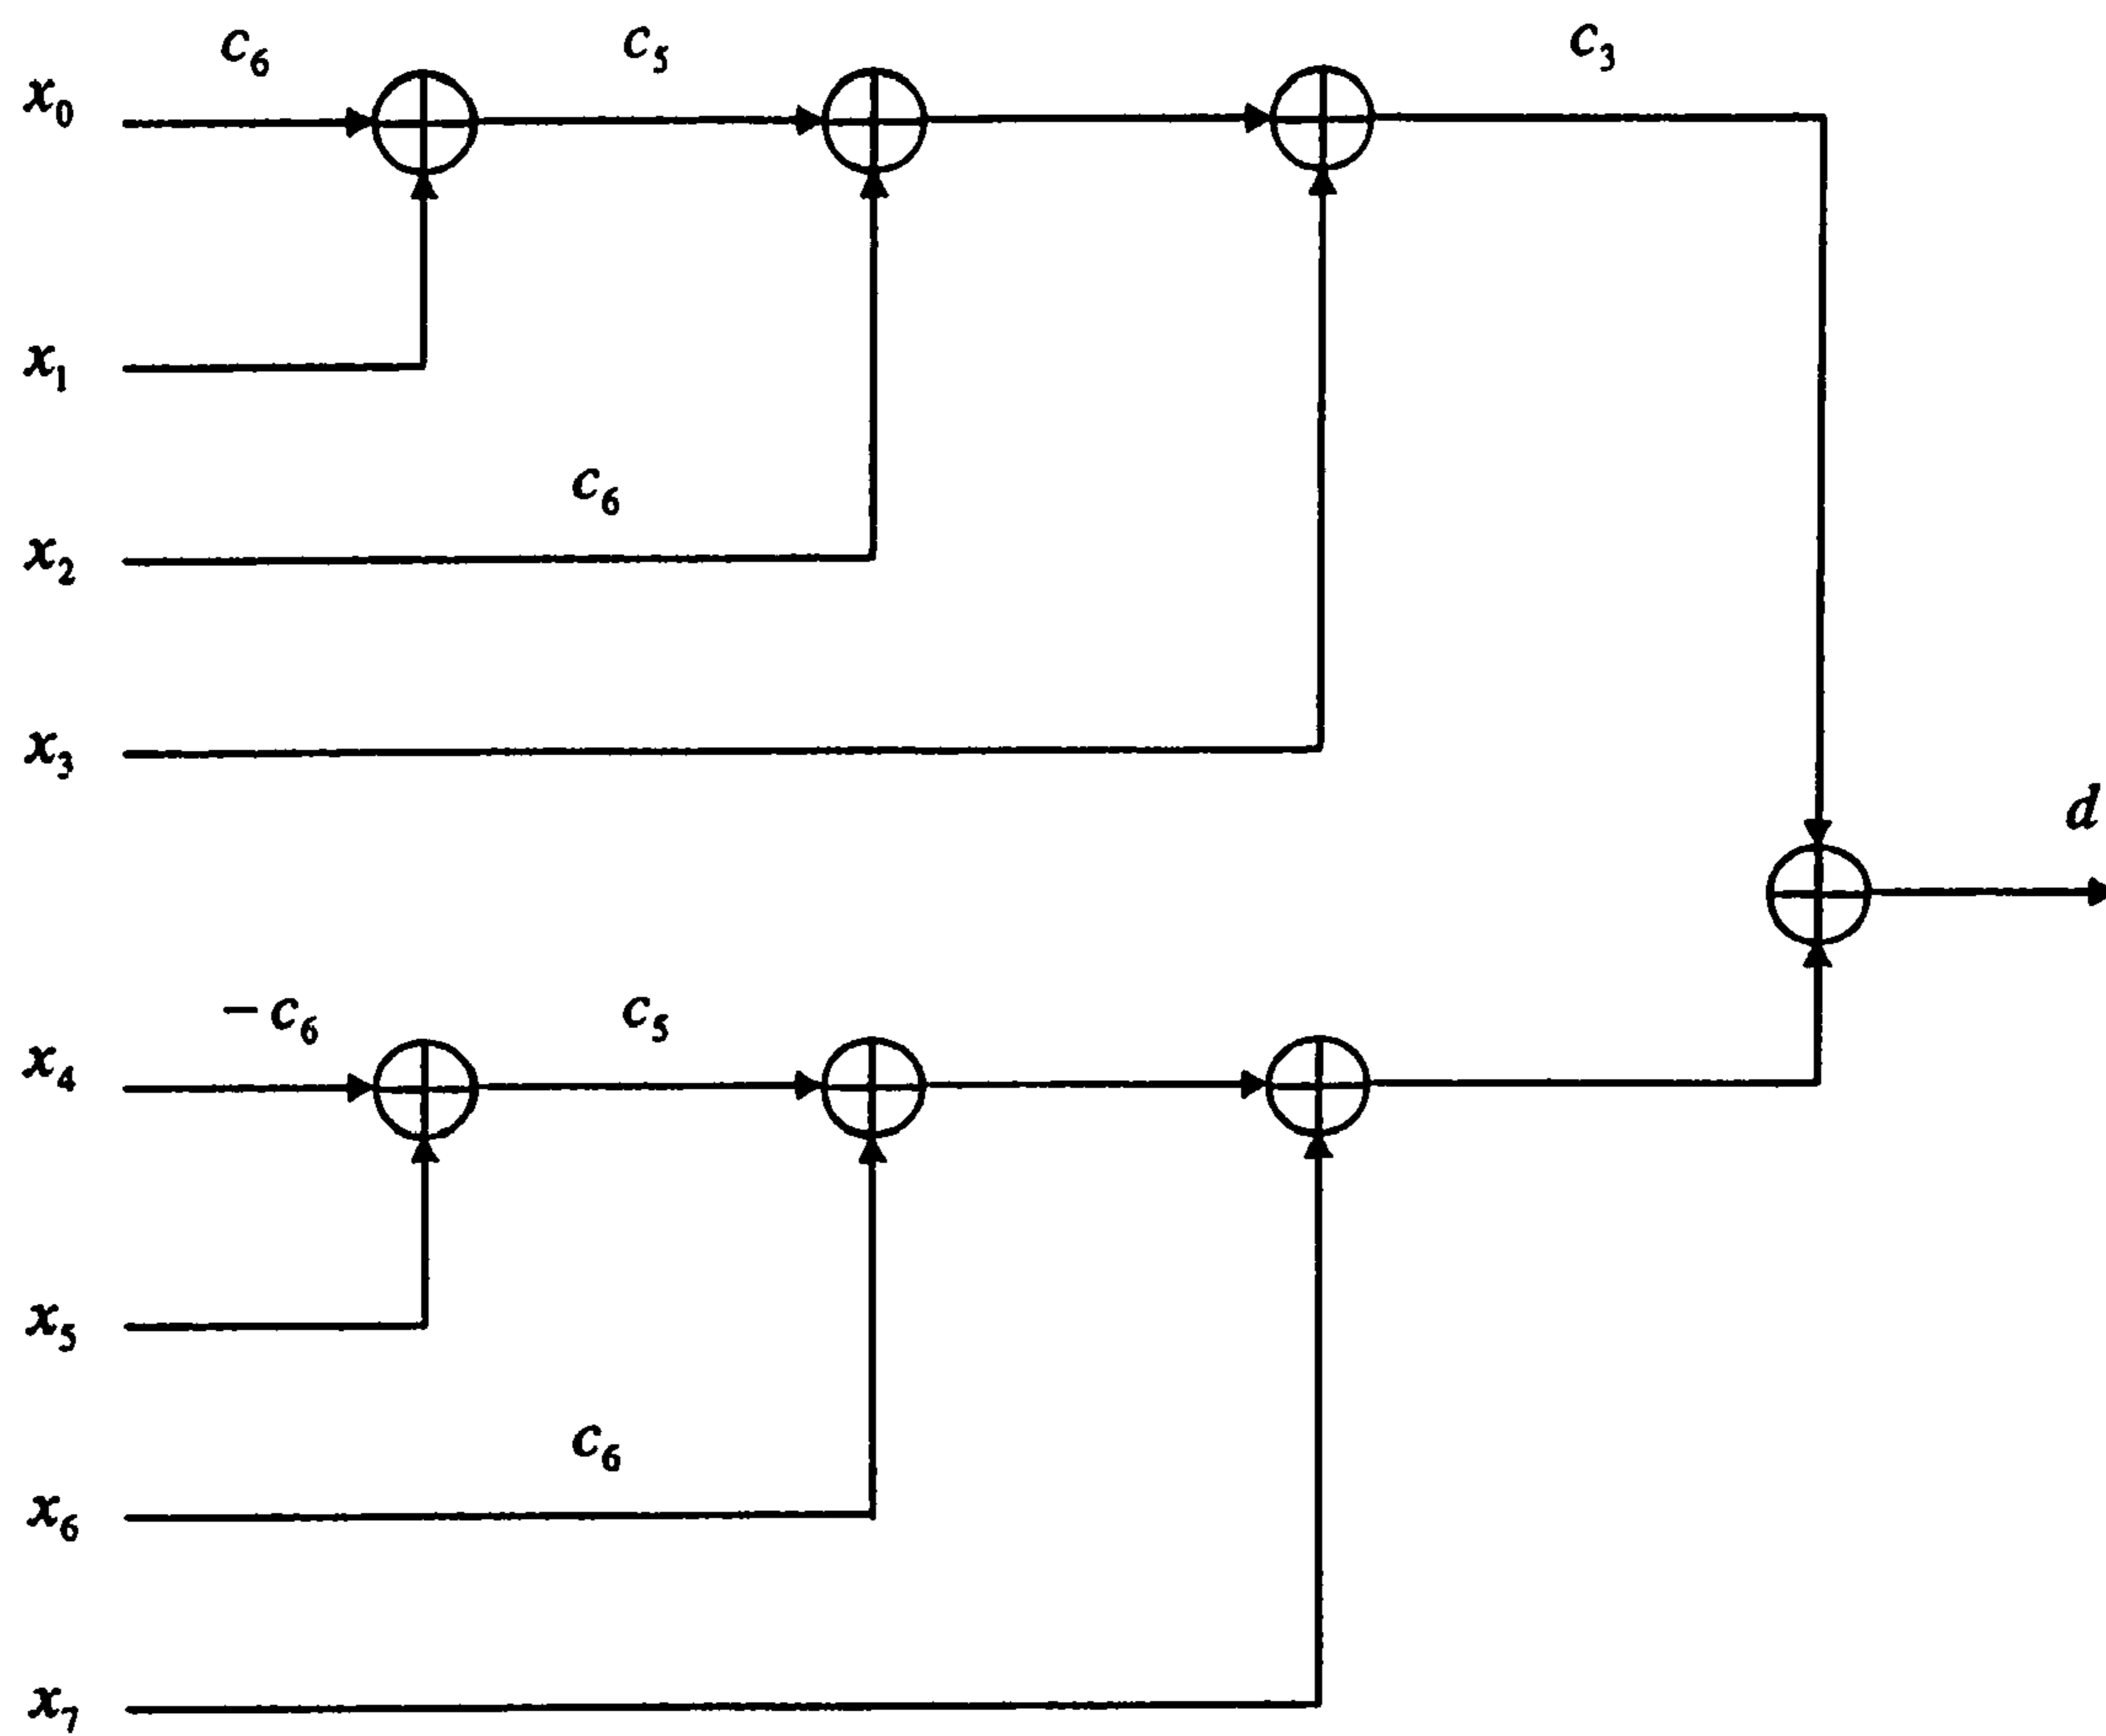 c₆ c₅ c₃
x₀
x₁
c₆
x₂
x₃
d
−c₆ c₅
x₄
x₅
c₆
x₆
x₇